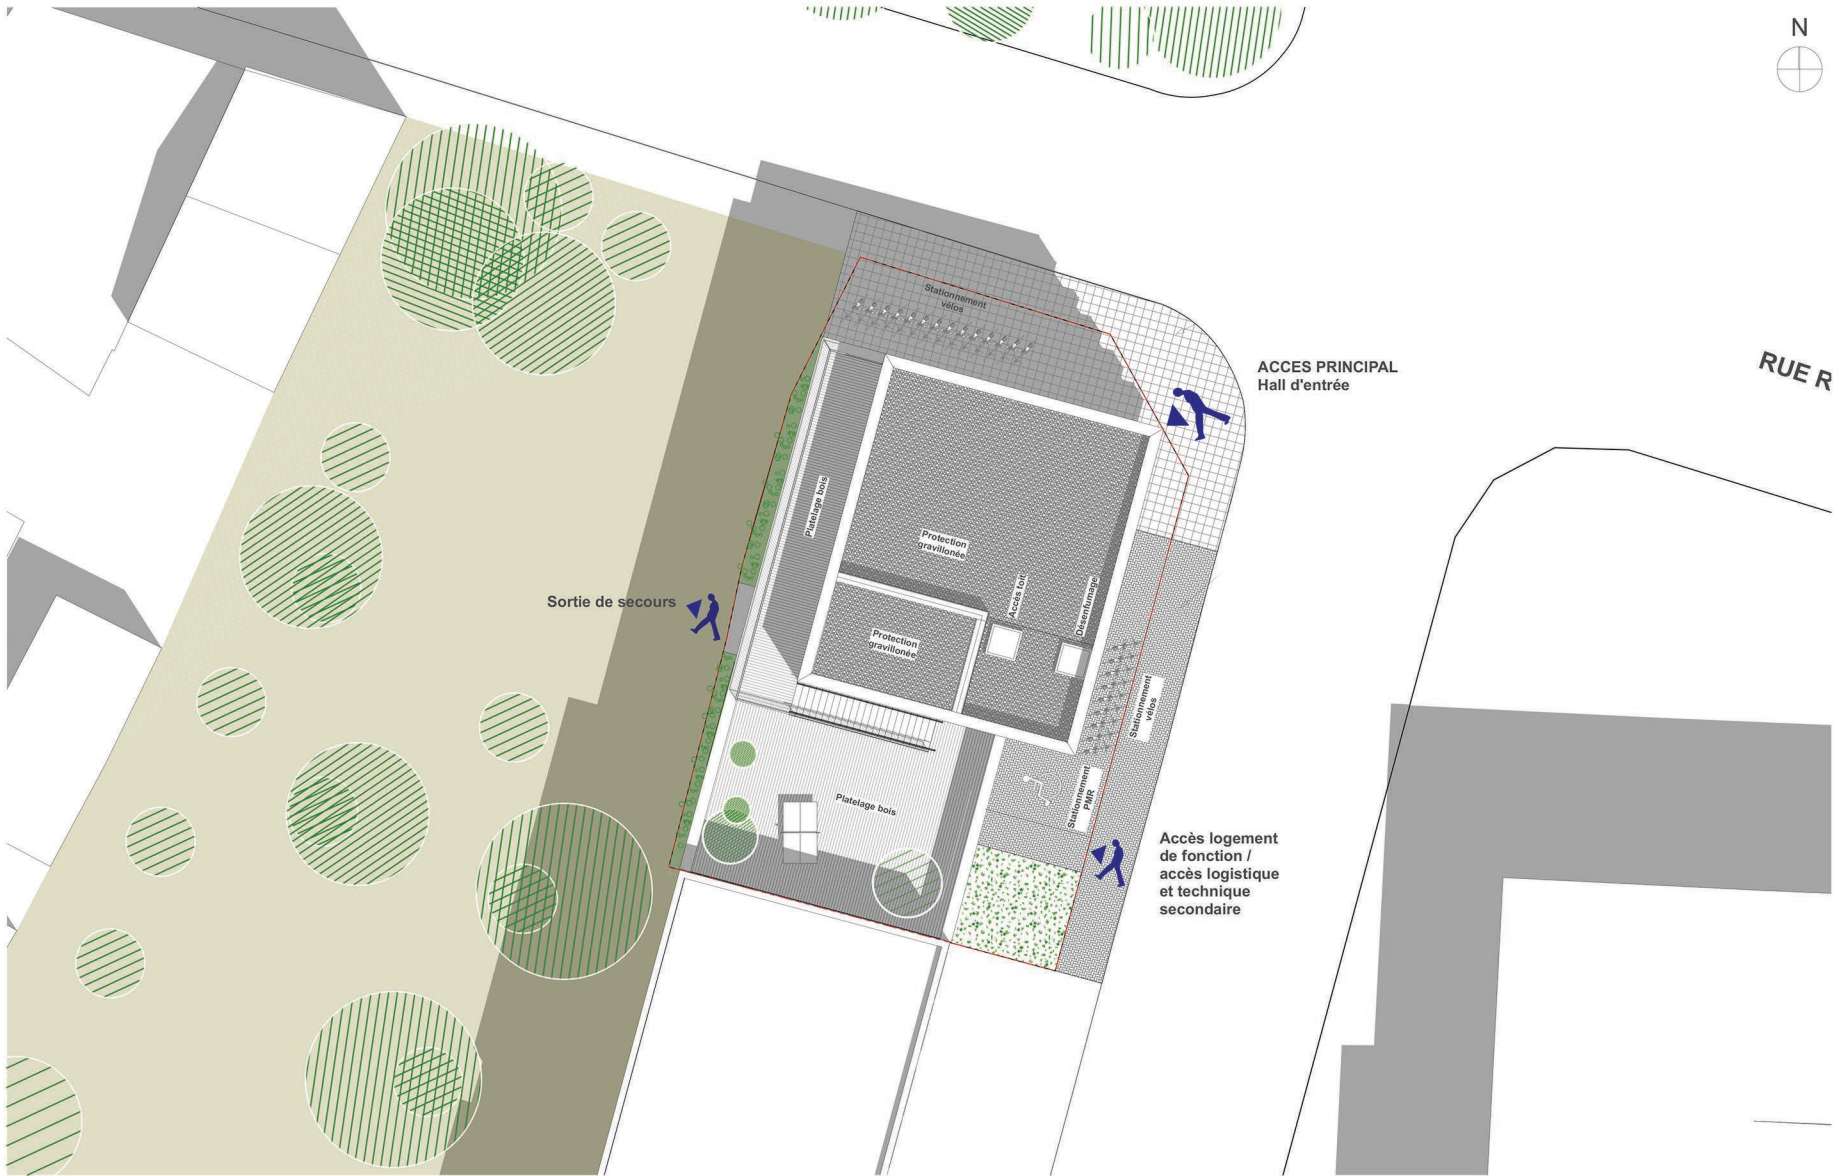 N
Stationnement
vélos
ACCES PRINCIPAL
Hall d'entrée
RUE R
Platelage bois
Protection
gravillonée
Accès toit
Désenfumage
Sortie de secours
Protection
gravillonée
Stationnement
vélos
Stationnement
PMR
Platelage bois
Accès logement
de fonction /
accès logistique
et technique
secondaire